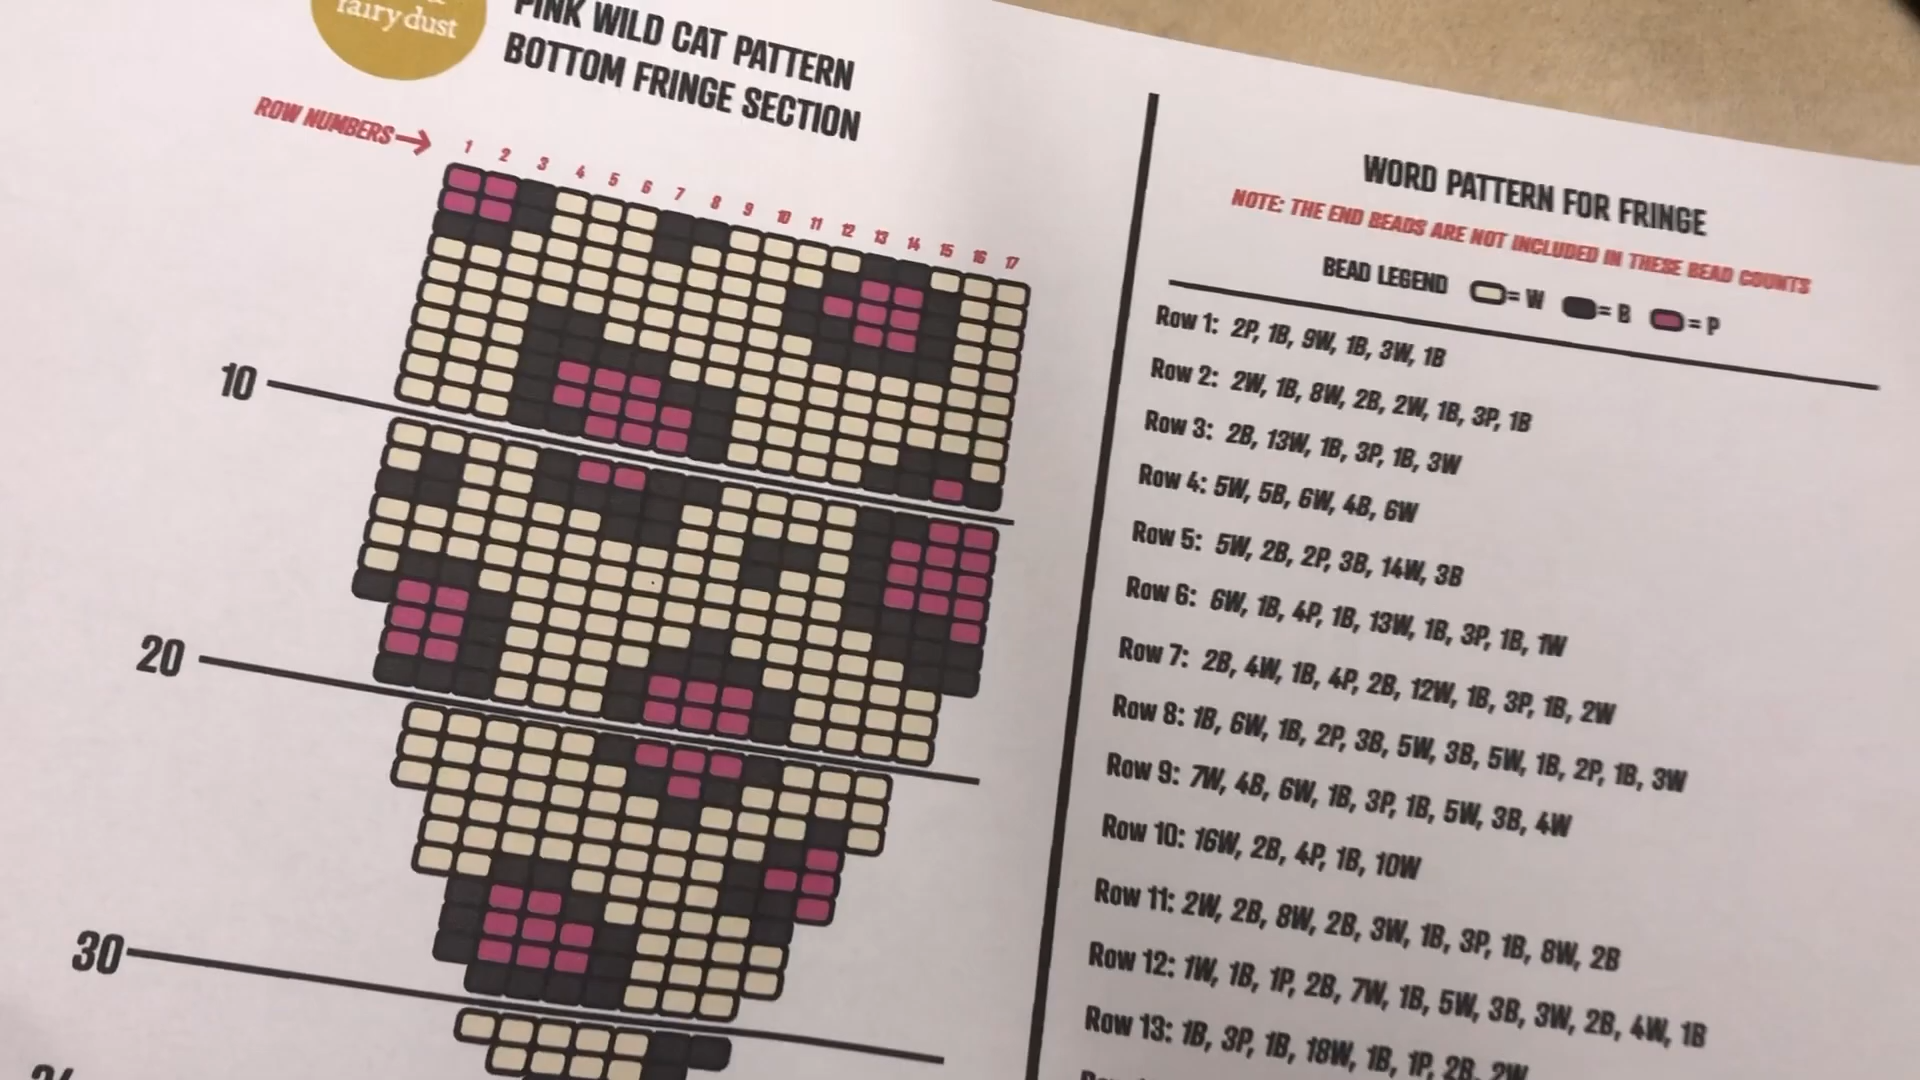 fairy dust
PINK WILD CAT PATTERN
BOTTOM FRINGE SECTION
ROW NUMBERS→
1 2 3 4 5 6 7 8 9 10 11 12 13 14 15 16 17
10
20
30
WORD PATTERN FOR FRINGE
NOTE: THE END BEADS ARE NOT INCLUDED IN THESE BEAD COUNTS
BEAD LEGEND = W = B = P
Row 1: 2P, 1B, 9W, 1B, 3W, 1B
Row 2: 2W, 1B, 8W, 2B, 2W, 1B, 3P, 1B
Row 3: 2B, 13W, 1B, 3P, 1B, 3W
Row 4: 5W, 5B, 6W, 4B, 6W
Row 5: 5W, 2B, 2P, 3B, 14W, 3B
Row 6: 6W, 1B, 4P, 1B, 13W, 1B, 3P, 1B, 1W
Row 7: 2B, 4W, 1B, 4P, 2B, 12W, 1B, 3P, 1B, 2W
Row 8: 1B, 6W, 1B, 2P, 3B, 5W, 3B, 5W, 1B, 2P, 1B, 3W
Row 9: 7W, 4B, 6W, 1B, 3P, 1B, 5W, 3B, 4W
Row 10: 16W, 2B, 4P, 1B, 10W
Row 11: 2W, 2B, 8W, 2B, 3W, 1B, 3P, 1B, 8W, 2B
Row 12: 1W, 1B, 1P, 2B, 7W, 1B, 5W, 3B, 3W, 2B, 4W, 1B
Row 13: 1B, 3P, 1B, 18W, 1B, 1P, 2B, 2W